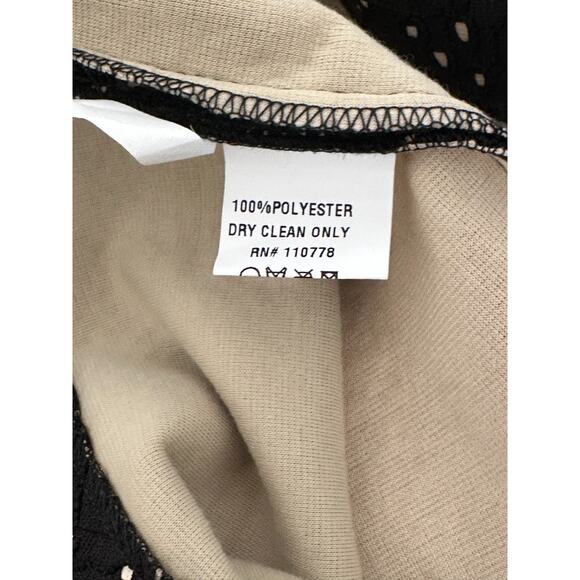 100%POLYESTER
DRY CLEAN ONLY
RN# 110778